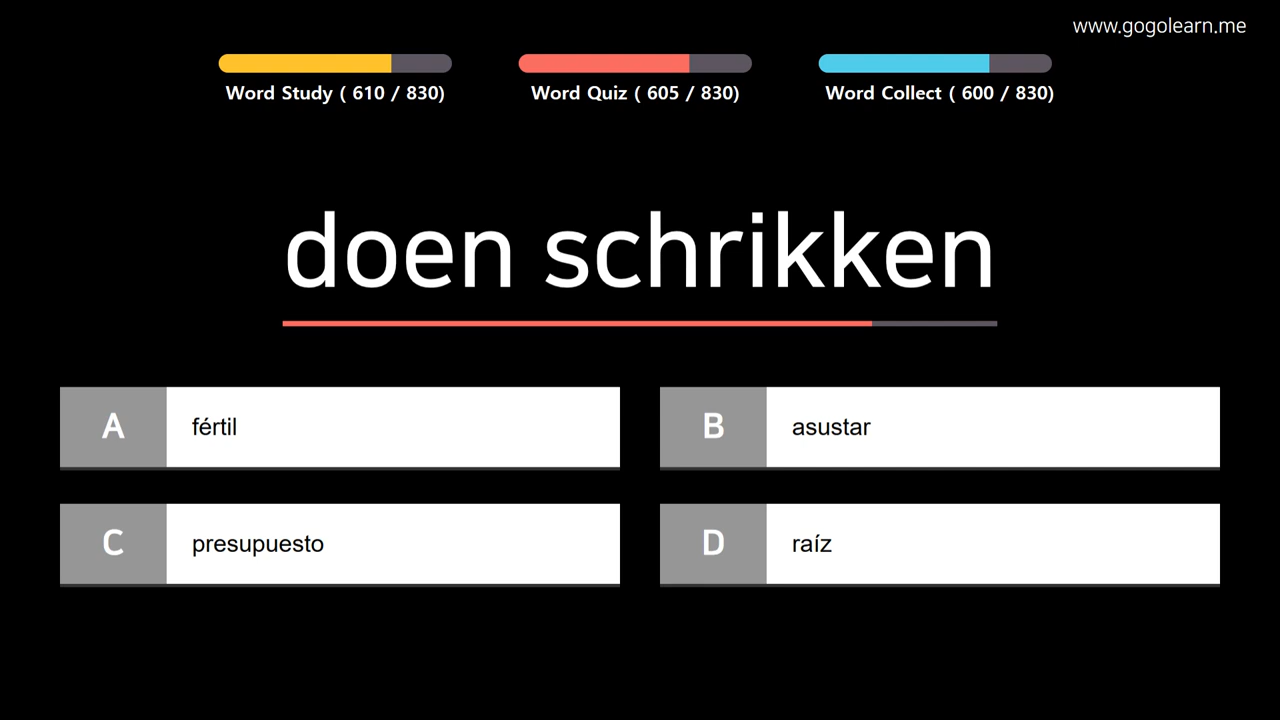 www.gogolearn.me
Word Study ( 610 / 830)
Word Quiz ( 605 / 830)
Word Collect ( 600 / 830)
doen schrikken
A
fértil
B
asustar
C
presupuesto
D
raíz